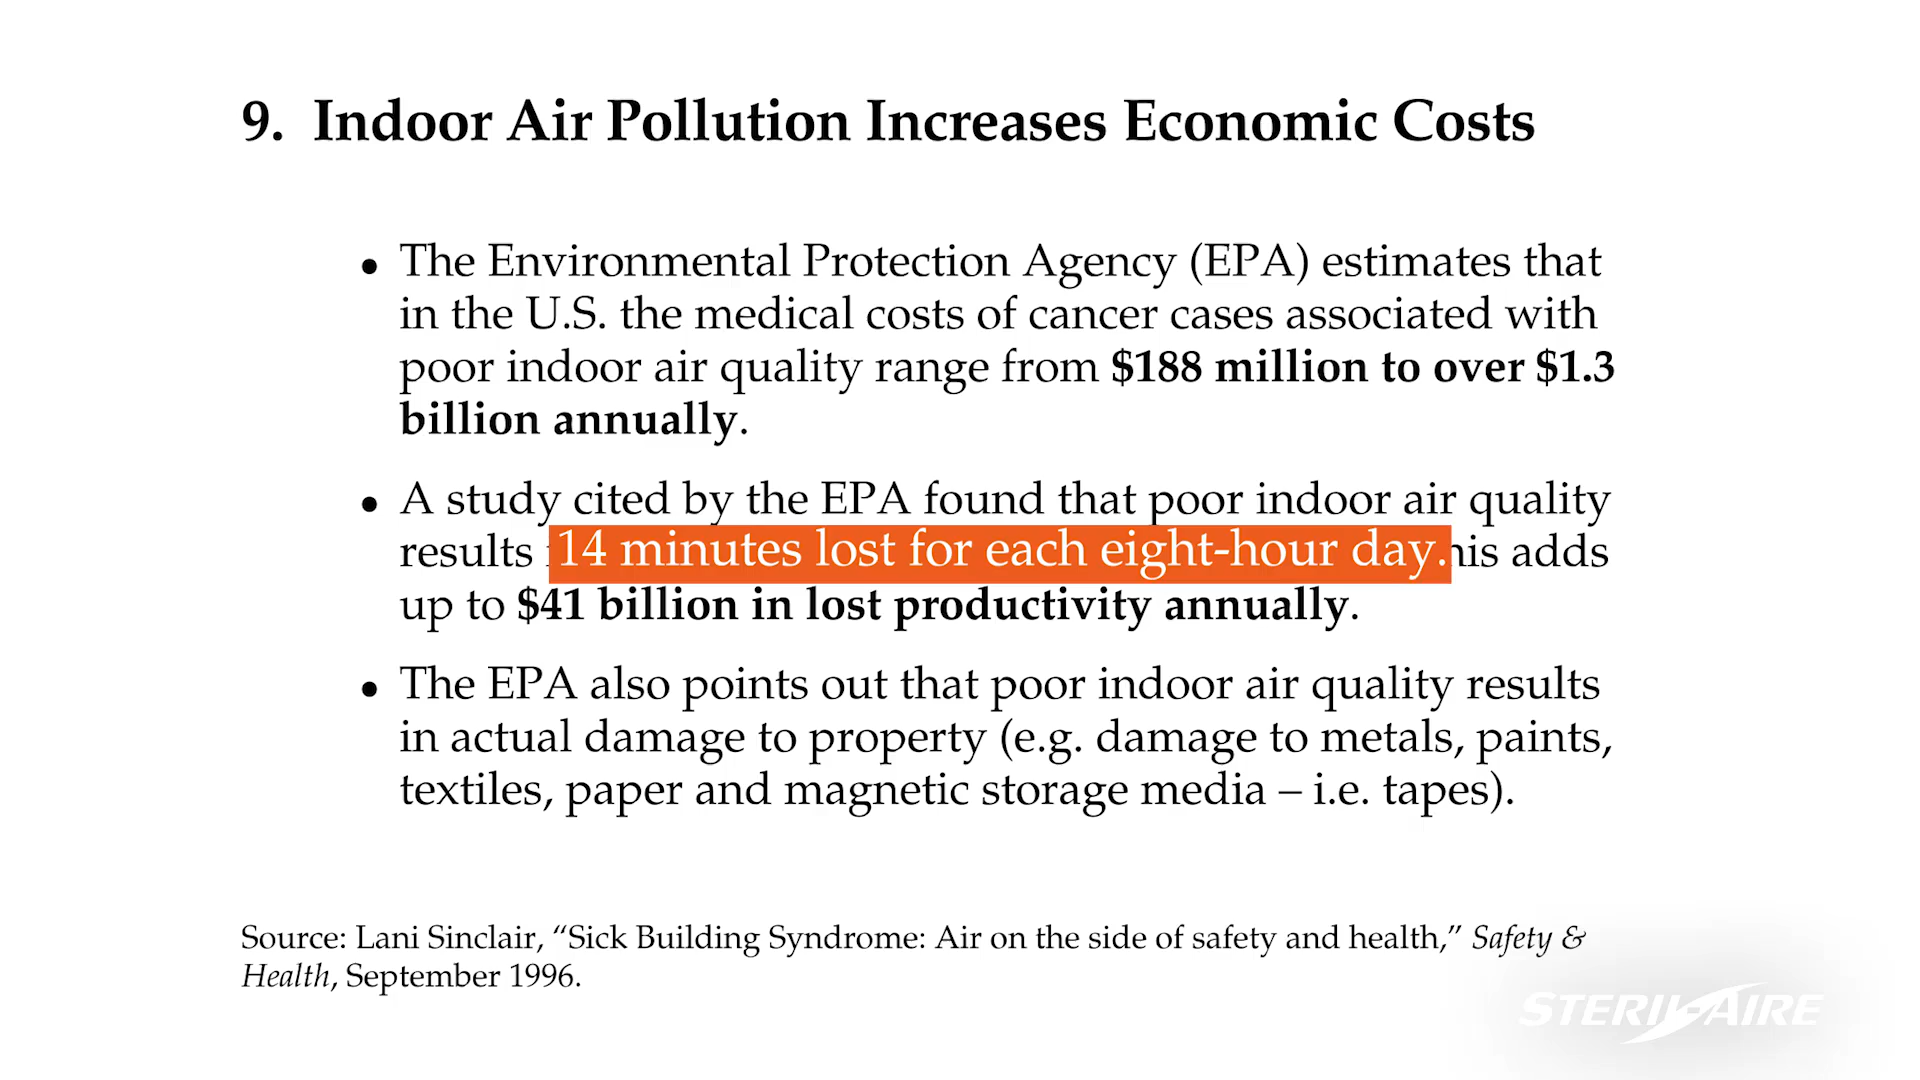 9. Indoor Air Pollution Increases Economic Costs
• The Environmental Protection Agency (EPA) estimates that
in the U.S. the medical costs of cancer cases associated with
poor indoor air quality range from $188 million to over $1.3
billion annually.
• A study cited by the EPA found that poor indoor air quality
results 14 minutes lost for each eight-hour day. his adds
up to $41 billion in lost productivity annually.
• The EPA also points out that poor indoor air quality results
in actual damage to property (e.g. damage to metals, paints,
textiles, paper and magnetic storage media – i.e. tapes).
Source: Lani Sinclair, “Sick Building Syndrome: Air on the side of safety and health,” Safety &
Health, September 1996.
STERIL-AIRE